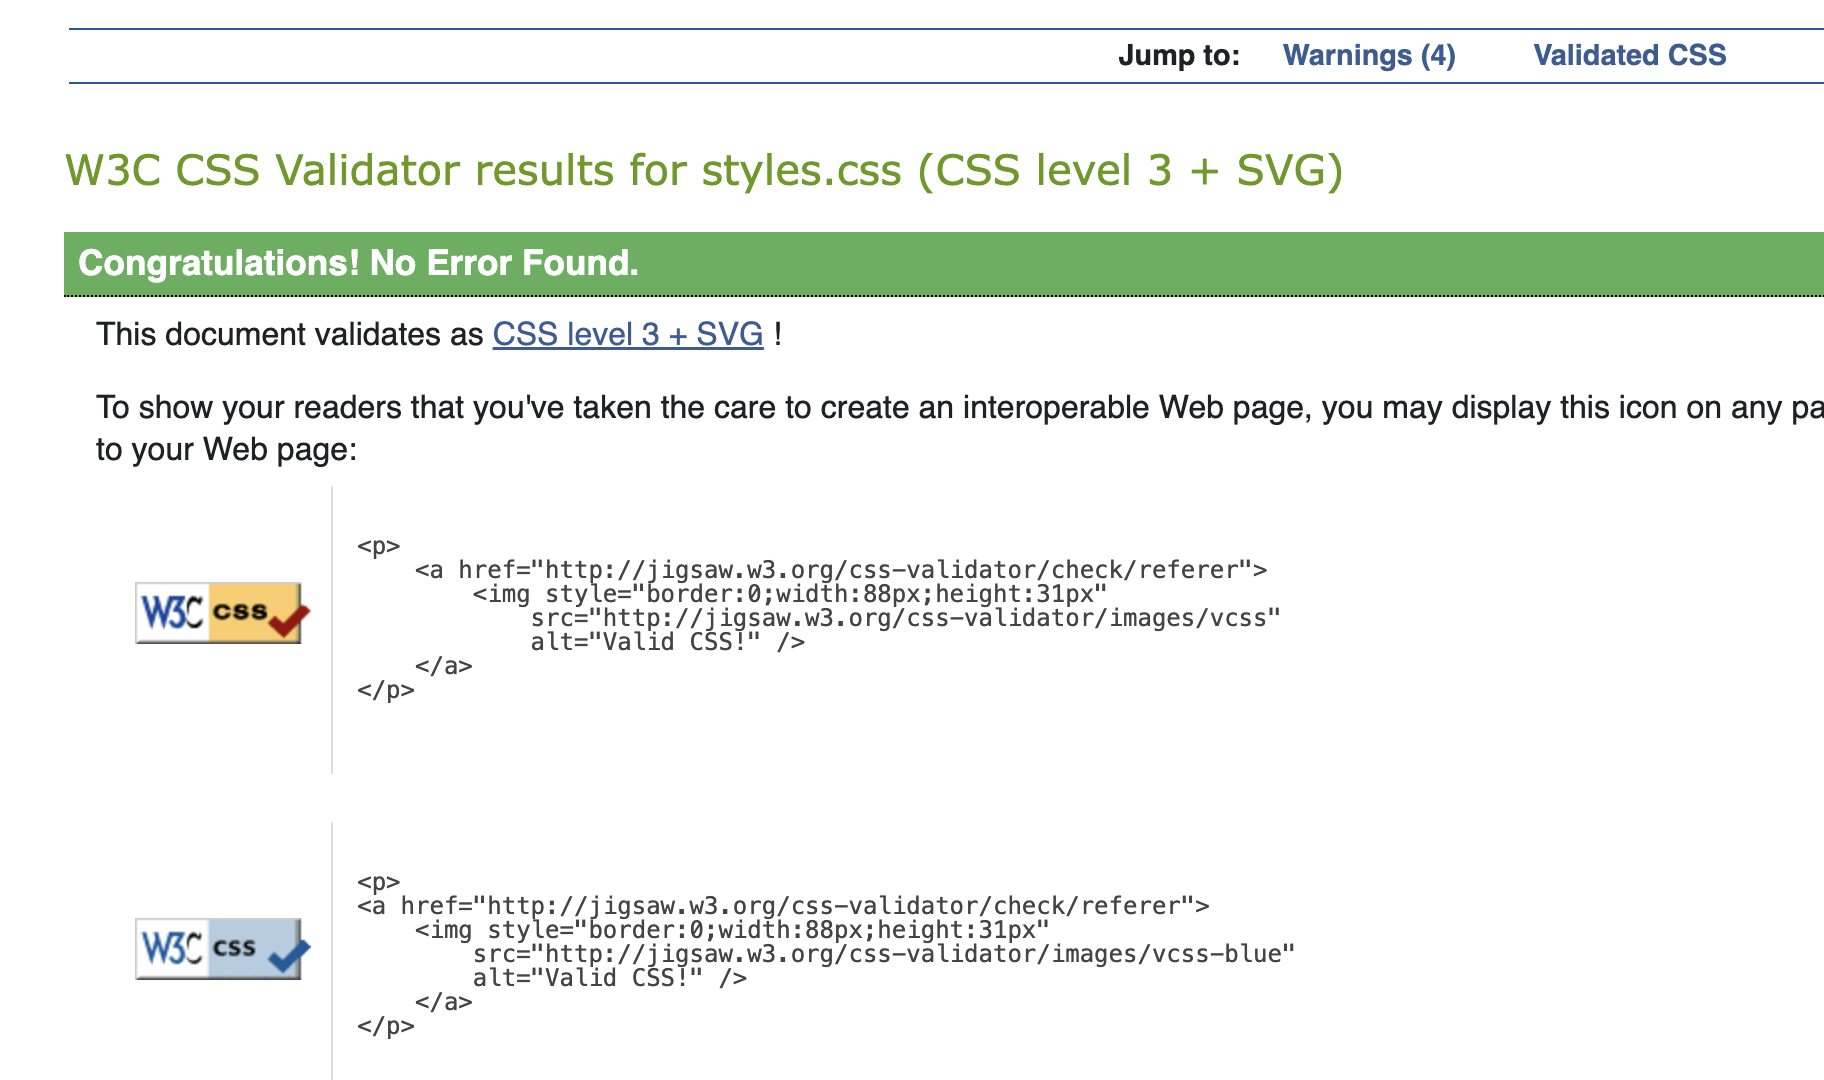 Jump to: Warnings (4) Validated CSS
W3C CSS Validator results for styles.css (CSS level 3 + SVG)
Congratulations! No Error Found.
This document validates as CSS level 3 + SVG !
To show your readers that you've taken the care to create an interoperable Web page, you may display this icon on any pa
to your Web page:
W3C css
<p>
    <a href="http://jigsaw.w3.org/css-validator/check/referer">
        <img style="border:0;width:88px;height:31px"
            src="http://jigsaw.w3.org/css-validator/images/vcss"
            alt="Valid CSS!" />
    </a>
</p>
W3C css
<p>
<a href="http://jigsaw.w3.org/css-validator/check/referer">
    <img style="border:0;width:88px;height:31px"
        src="http://jigsaw.w3.org/css-validator/images/vcss-blue"
        alt="Valid CSS!" />
    </a>
</p>